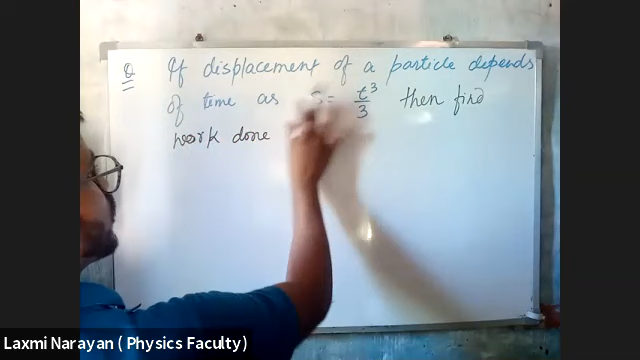 Q If displacement of a particle depends
of time as S = t³/3 then find
work done
Laxmi Narayan ( Physics Faculty)